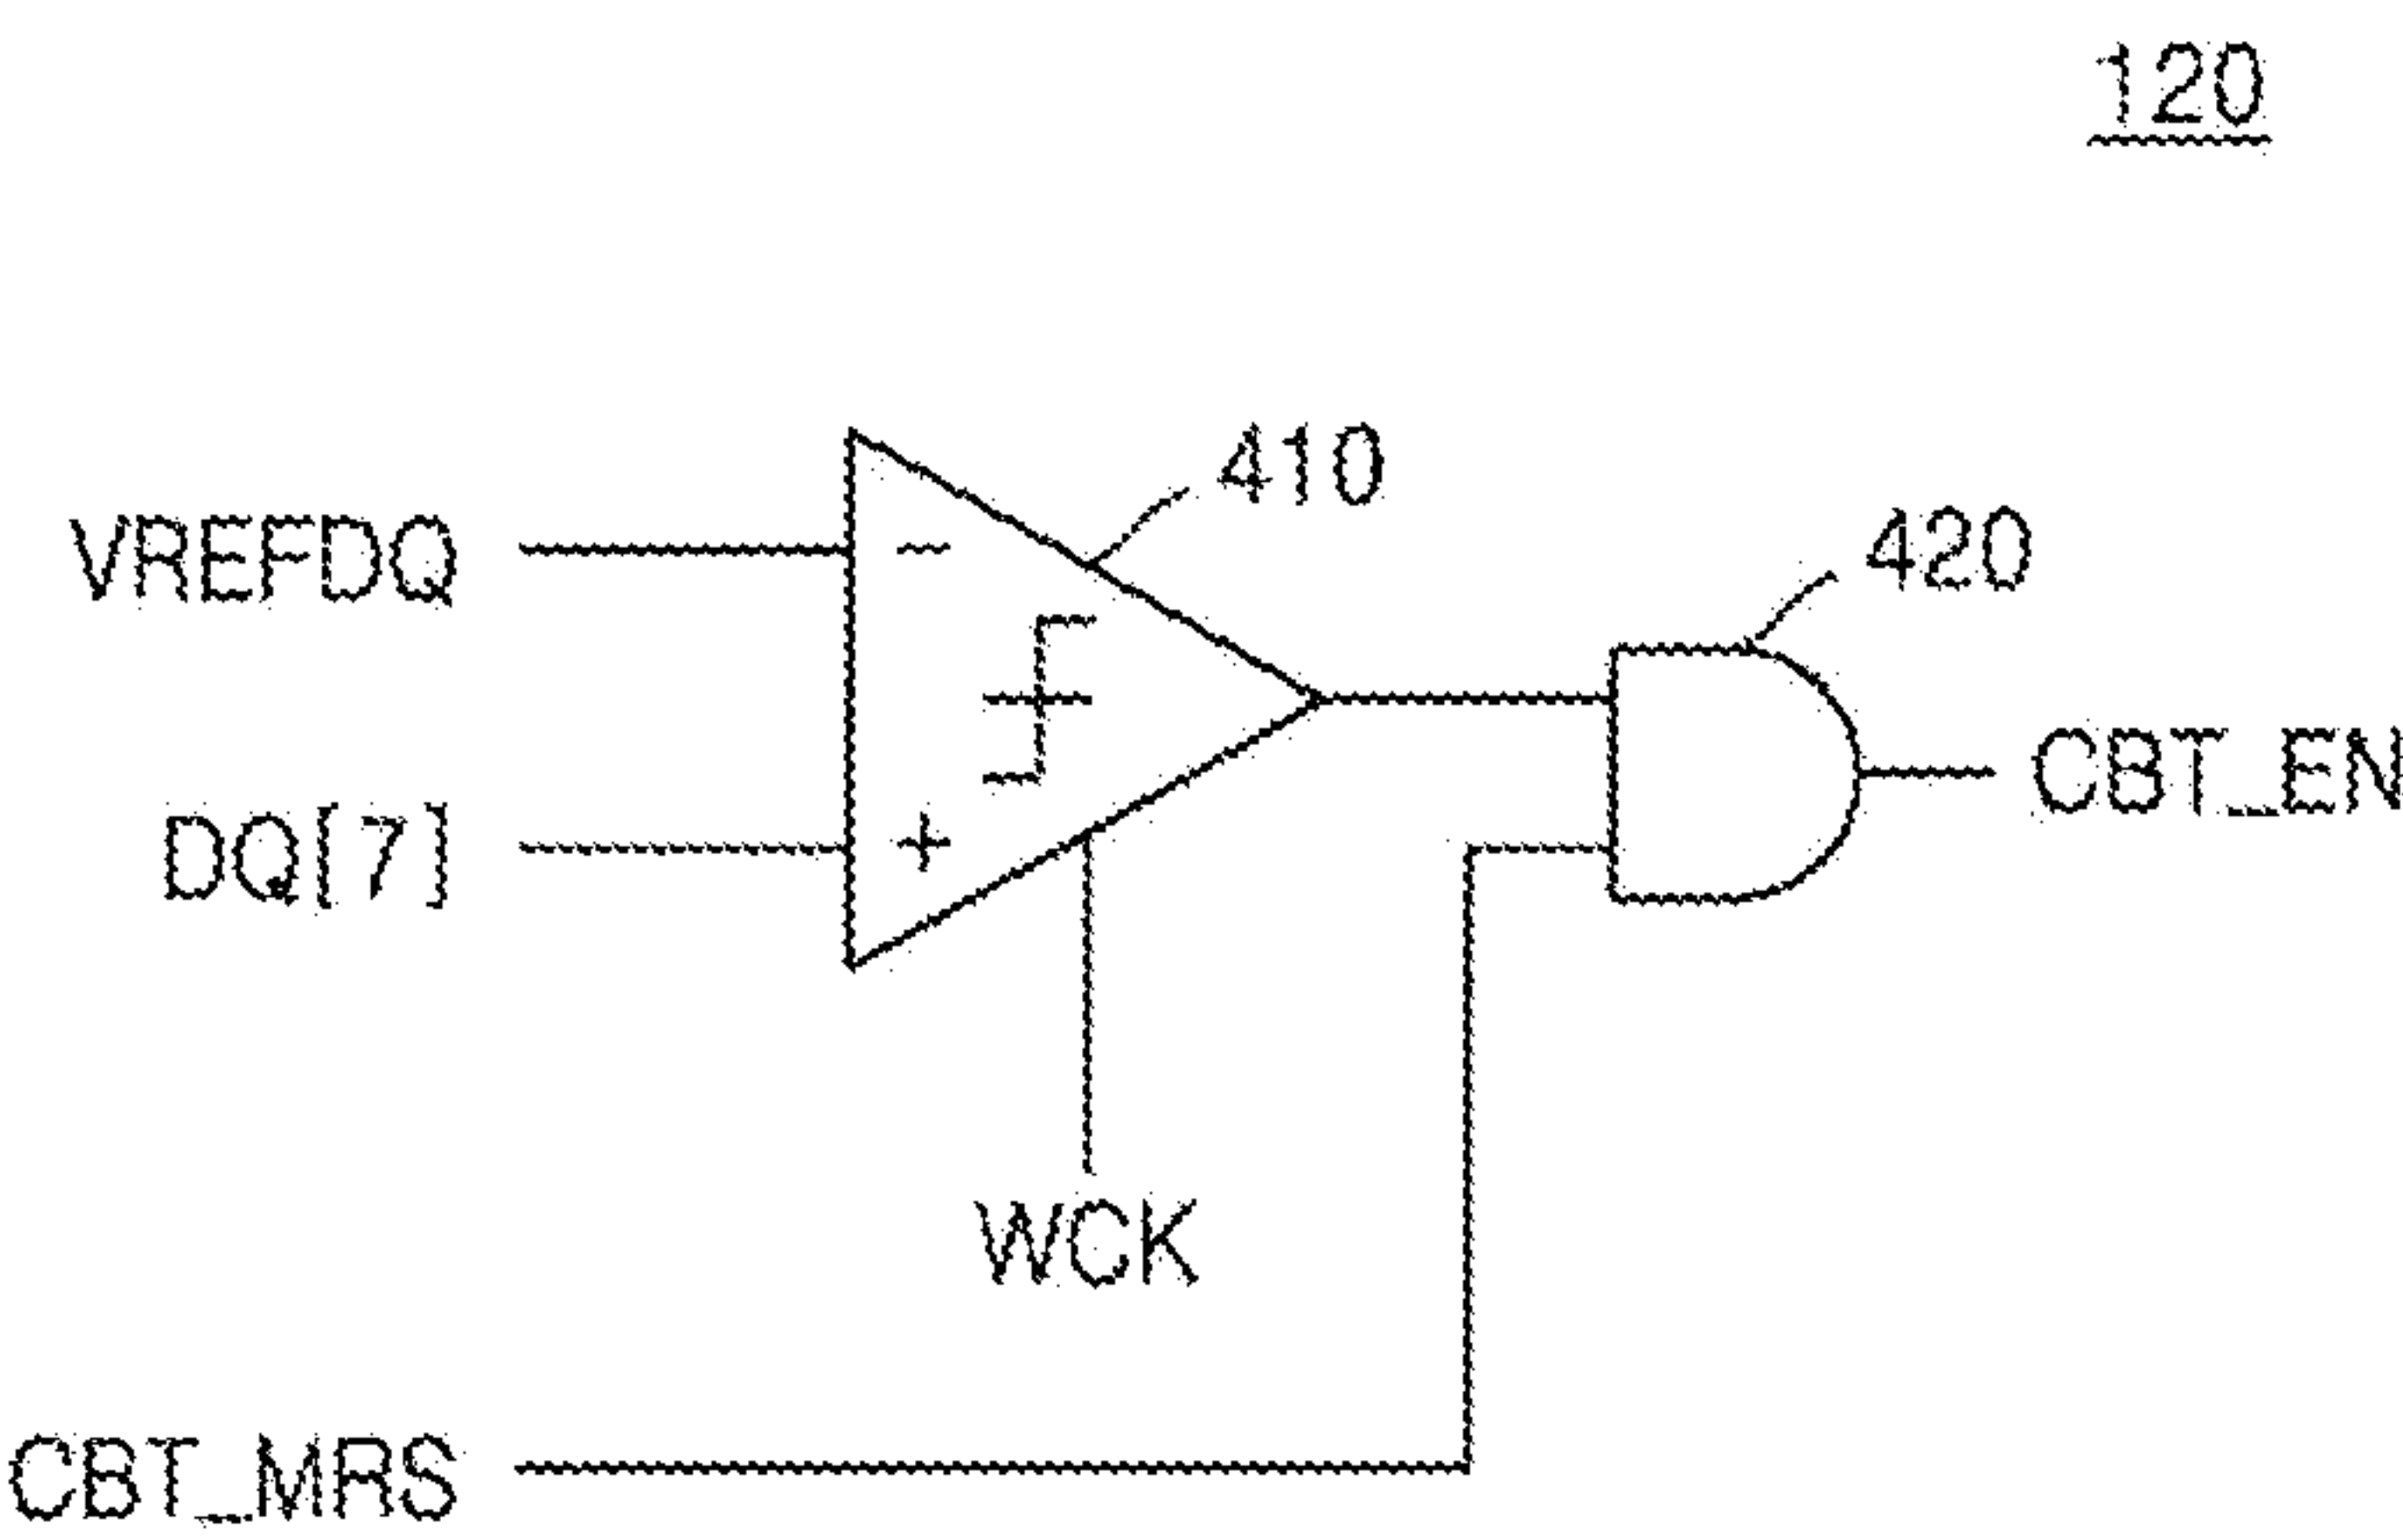 120
410
420
VREFDQ
-
CBT_EN
DQ[7]
+
WCK
CBT_MRS